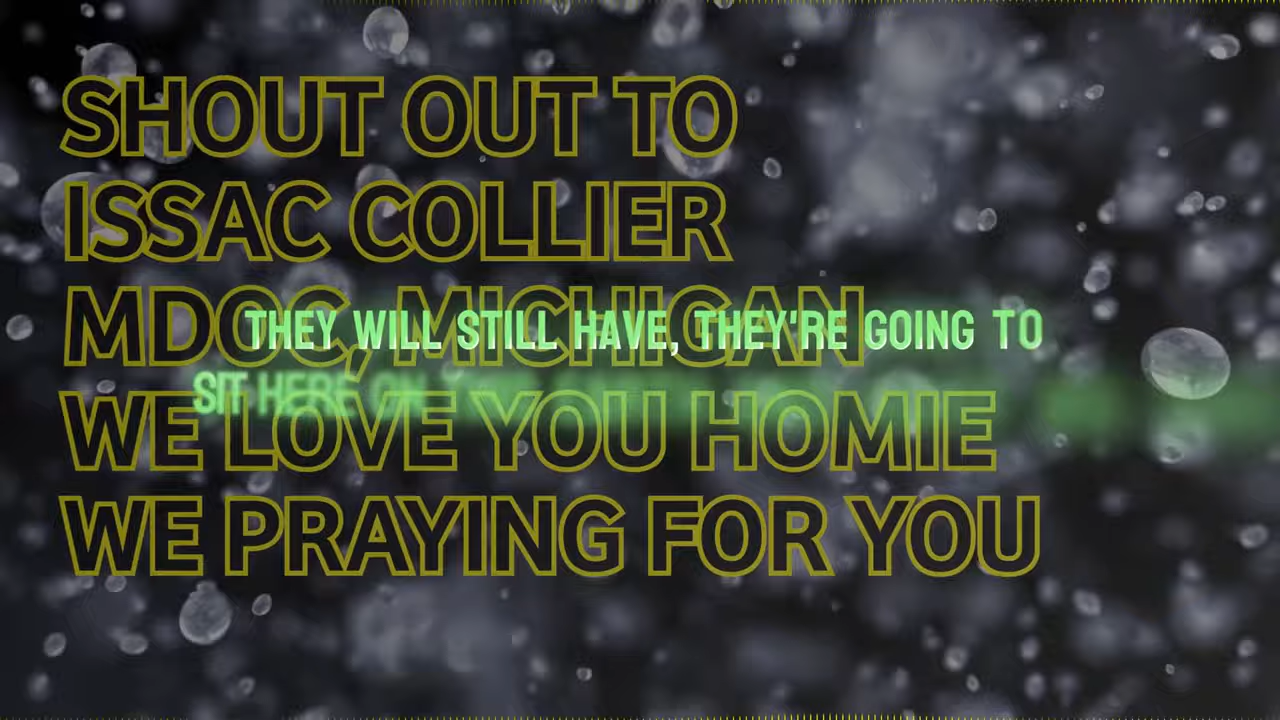 SHOUT OUT TO
ISSAC COLLIER
MDOC, MICHIGAN
THEY WILL STILL HAVE, THEY'RE GOING TO
SIT HERE ON
WE LOVE YOU HOMIE
WE PRAYING FOR YOU